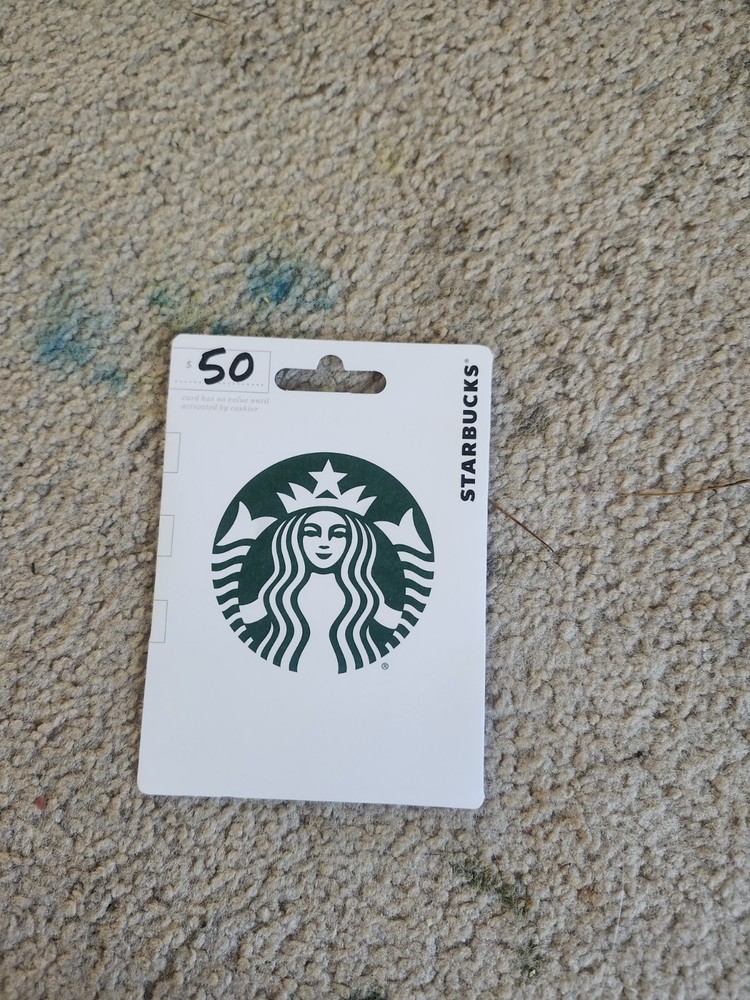 $ 50
card has no value until
activated by cashier
STARBUCKS®
®